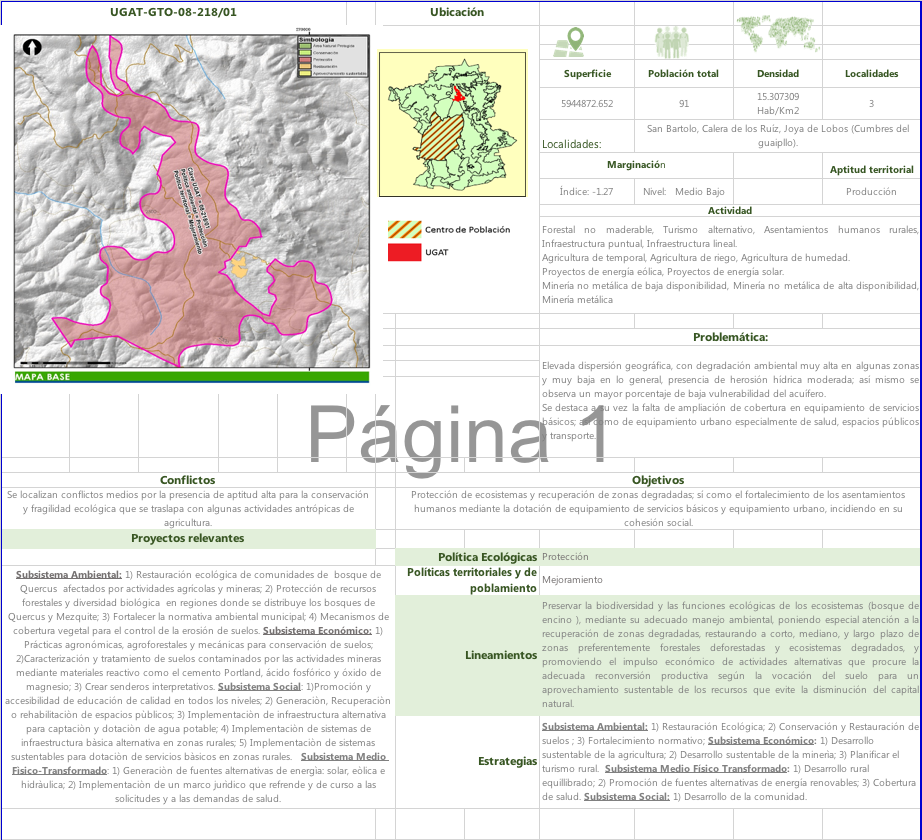 UGAT-GTO-08-218/01
Ubicación
Simbología
Área Natural Protegida
Conservación
Protección
Restauración
Aprovechamiento sustentable
Clave UGAT = 08-218/01
Política ambiental = Protección
Política territorial = Mejoramiento
MAPA BASE
Centro de Población
UGAT
Superficie
Población total
Densidad
Localidades
5944872.652
91
15.307309
Hab/Km2
3
Localidades:
San Bartolo, Calera de los Ruíz, Joya de Lobos (Cumbres del
guaipllo).
Marginación
Aptitud territorial
Índice: -1.27
Nivel: Medio Bajo
Producción
Actividad
Forestal no maderable, Turismo alternativo, Asentamientos humanos rurales,
Infraestructura puntual, Infraestructura lineal.
Agricultura de temporal, Agricultura de riego, Agricultura de humedad.
Proyectos de energía eólica, Proyectos de energía solar.
Minería no metálica de baja disponibilidad, Minería no metálica de alta disponibilidad,
Minería metálica
Problemática:
Elevada dispersión geográfica, con degradación ambiental muy alta en algunas zonas
y muy baja en lo general, presencia de herosión hídrica moderada; así mismo se
observa un mayor porcentaje de baja vulnerabilidad del acuífero.
Se destaca a su vez la falta de ampliación de cobertura en equipamiento de servicios
básicos; así como de equipamiento urbano especialmente de salud, espacios públicos
y transporte.
Página 1
Conflictos
Se localizan conflictos medios por la presencia de aptitud alta para la conservación
y fragilidad ecológica que se traslapa con algunas actividades antrópicas de
agricultura.
Objetivos
Protección de ecosistemas y recuperación de zonas degradadas; sí como el fortalecimiento de los asentamientos
humanos mediante la dotación de equipamiento de servicios básicos y equipamiento urbano, incidiendo en su
cohesión social.
Proyectos relevantes
Subsistema Ambiental: 1) Restauración ecológica de comunidades de bosque de
Quercus afectados por actividades agrícolas y mineras; 2) Protección de recursos
forestales y diversidad biológica en regiones donde se distribuye los bosques de
Quercus y Mezquite; 3) Fortalecer la normativa ambiental municipal; 4) Mecanismos de
cobertura vegetal para el control de la erosión de suelos. Subsistema Económico: 1)
Prácticas agronómicas, agroforestales y mecánicas para conservación de suelos;
2)Caracterización y tratamiento de suelos contaminados por las actividades mineras
mediante materiales reactivo como el cemento Portland, ácido fosfórico y óxido de
magnesio; 3) Crear senderos interpretativos. Subsistema Social: 1)Promoción y
accesibilidad de educación de calidad en todos los niveles; 2) Generación, Recuperación
o rehabilitación de espacios públicos; 3) Implementación de infraestructura alternativa
para captación y dotación de agua potable; 4) Implementación de sistemas de
infraestructura básica alternativa en zonas rurales; 5) Implementación de sistemas
sustentables para dotación de servicios básicos en zonas rurales. Subsistema Medio
Físico-Transformado: 1) Generación de fuentes alternativas de energía: solar, eólica e
hidráulica; 2) Implementación de un marco jurídico que refrende y de curso a las
solicitudes y a las demandas de salud.
Política Ecológicas
Protección
Políticas territoriales y de
poblamiento
Mejoramiento
Lineamientos
Preservar la biodiversidad y las funciones ecológicas de los ecosistemas (bosque de
encino ), mediante su adecuado manejo ambiental, poniendo especial atención a la
recuperación de zonas degradadas, restaurando a corto, mediano, y largo plazo de
zonas preferentemente forestales deforestadas y ecosistemas degradados, y
promoviendo el impulso económico de actividades alternativas que procure la
adecuada reconversión productiva según la vocación del suelo para un
aprovechamiento sustentable de los recursos que evite la disminución del capital
natural.
Estrategias
Subsistema Ambiental: 1) Restauración Ecológica; 2) Conservación y Restauración de
suelos ; 3) Fortalecimiento normativo; Subsistema Económico: 1) Desarrollo
sustentable de la agricultura; 2) Desarrollo sustentable de la minería; 3) Planificar el
turismo rural. Subsistema Medio Físico Transformado: 1) Desarrollo rural
equillibrado; 2) Promoción de fuentes alternativas de energía renovables; 3) Cobertura
de salud. Subsistema Social: 1) Desarrollo de la comunidad.